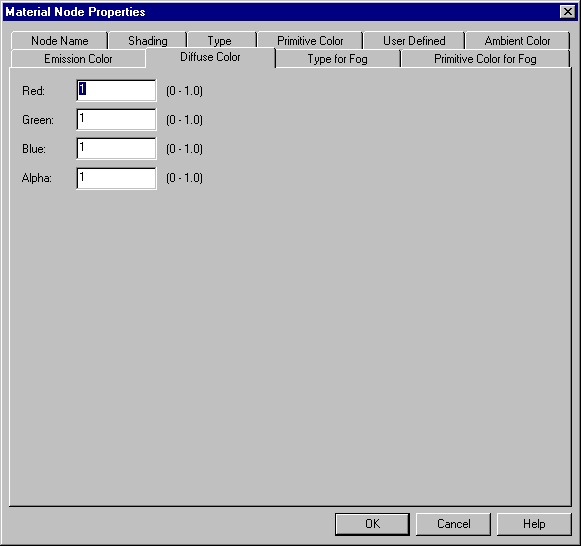 Material Node Properties
Node Name Shading Type Primitive Color User Defined Ambient Color
Emission Color Diffuse Color Type for Fog Primitive Color for Fog
Red: 1 (0 - 1.0)
Green: 1 (0 - 1.0)
Blue: 1 (0 - 1.0)
Alpha: 1 (0 - 1.0)
OK Cancel Help